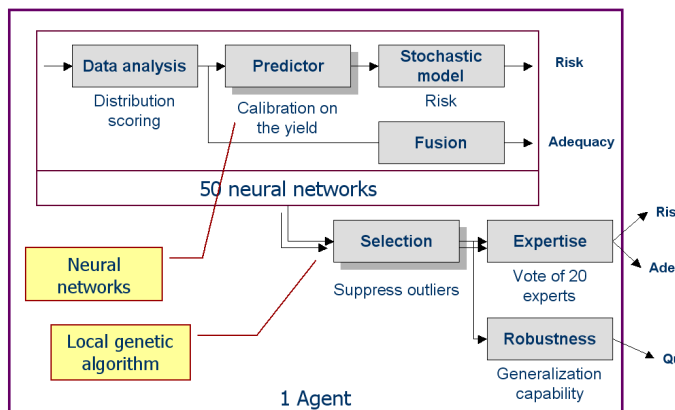 Data analysis
Predictor
Stochastic
model
Risk
Distribution
scoring
Calibration on
the yield
Risk
Fusion
Adequacy
50 neural networks
Selection
Expertise
Suppress outliers
Vote of 20
experts
Neural
networks
Local genetic
algorithm
Robustness
Generalization
capability
1 Agent